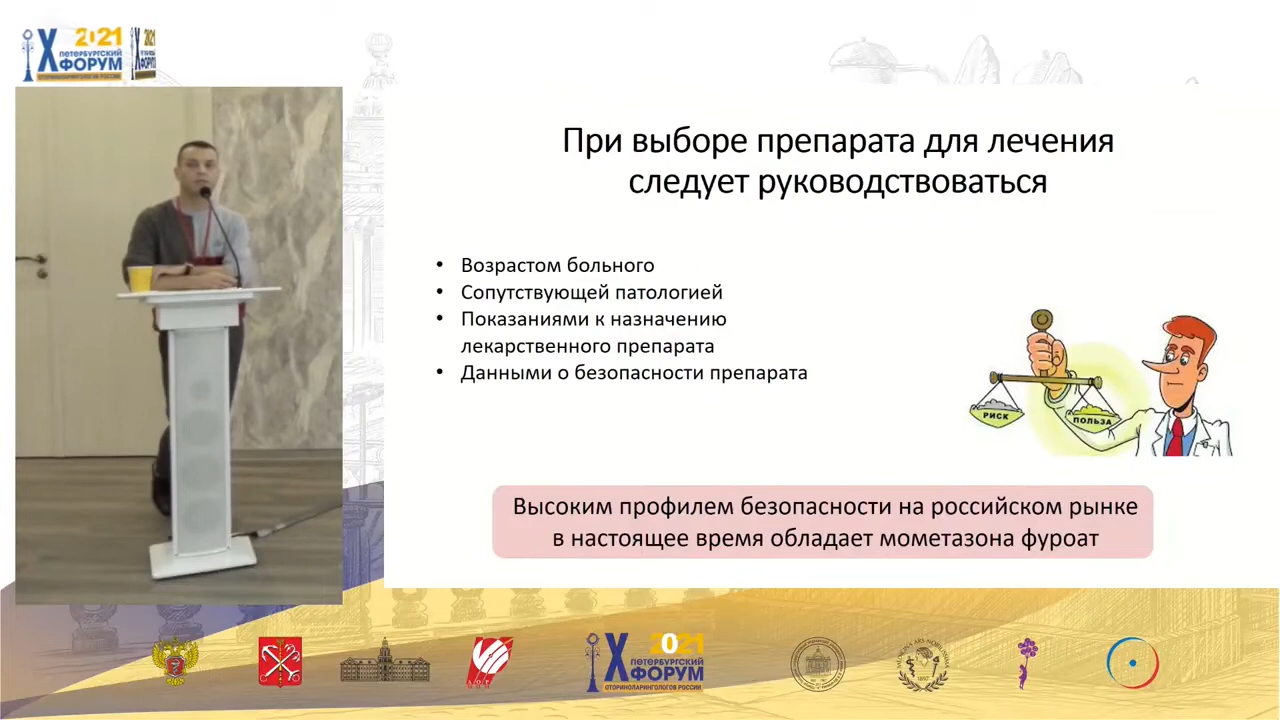 X 2021
ПЕТЕРБУРГСКИЙ
ФОРУМ
ОТОРИНОЛАРИНГОЛОГОВ РОССИИ
При выборе препарата для лечения
следует руководствоваться
• Возрастом больного
• Сопутствующей патологией
• Показаниями к назначению
лекарственного препарата
• Данными о безопасности препарата
РИСК
ПОЛЬЗА
Высоким профилем безопасности на российском рынке
в настоящее время обладает мометазона фуроат
X 2021
ПЕТЕРБУРГСКИЙ
ФОРУМ
ОТОРИНОЛАРИНГОЛОГОВ РОССИИ